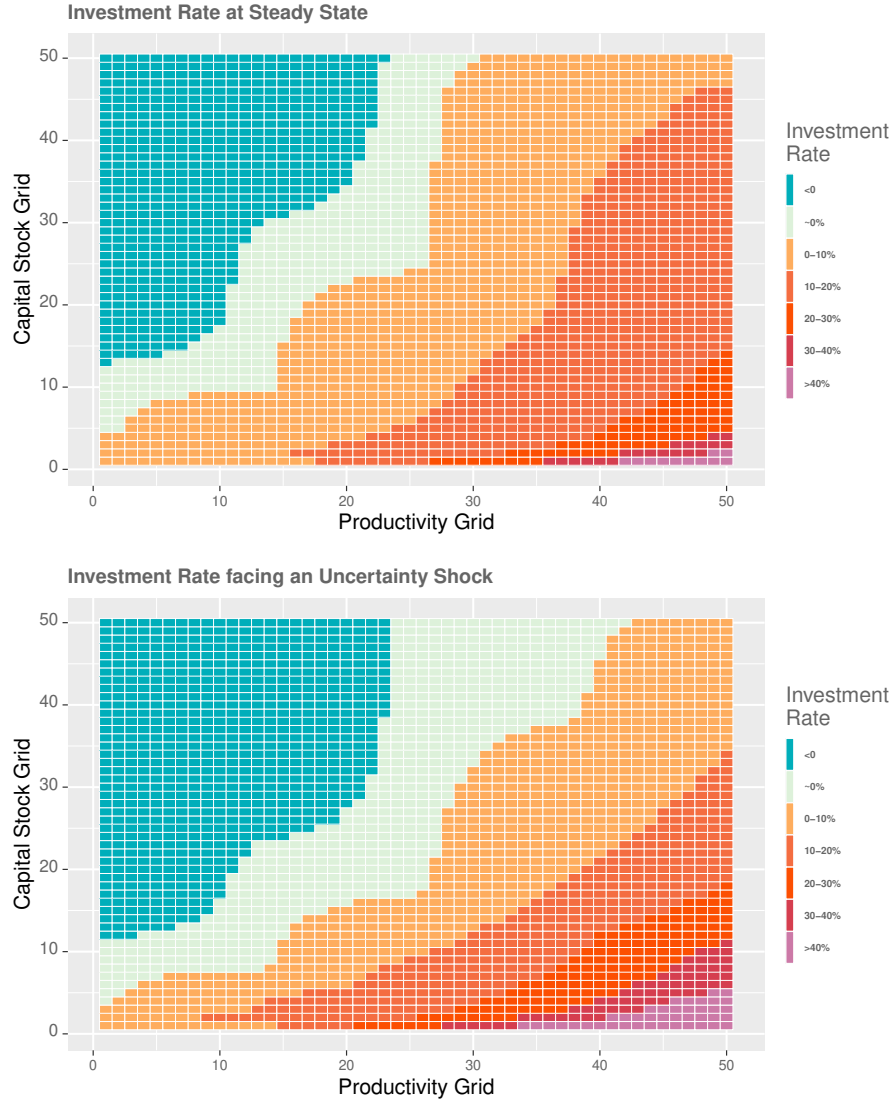 Investment Rate at Steady State
50
40
30
20
10
0
Capital Stock Grid
0 10 20 30 40 50
Productivity Grid
Investment
Rate
<0
~0%
0–10%
10–20%
20–30%
30–40%
>40%
Investment Rate facing an Uncertainty Shock
50
40
30
20
10
0
Capital Stock Grid
0 10 20 30 40 50
Productivity Grid
Investment
Rate
<0
~0%
0–10%
10–20%
20–30%
30–40%
>40%